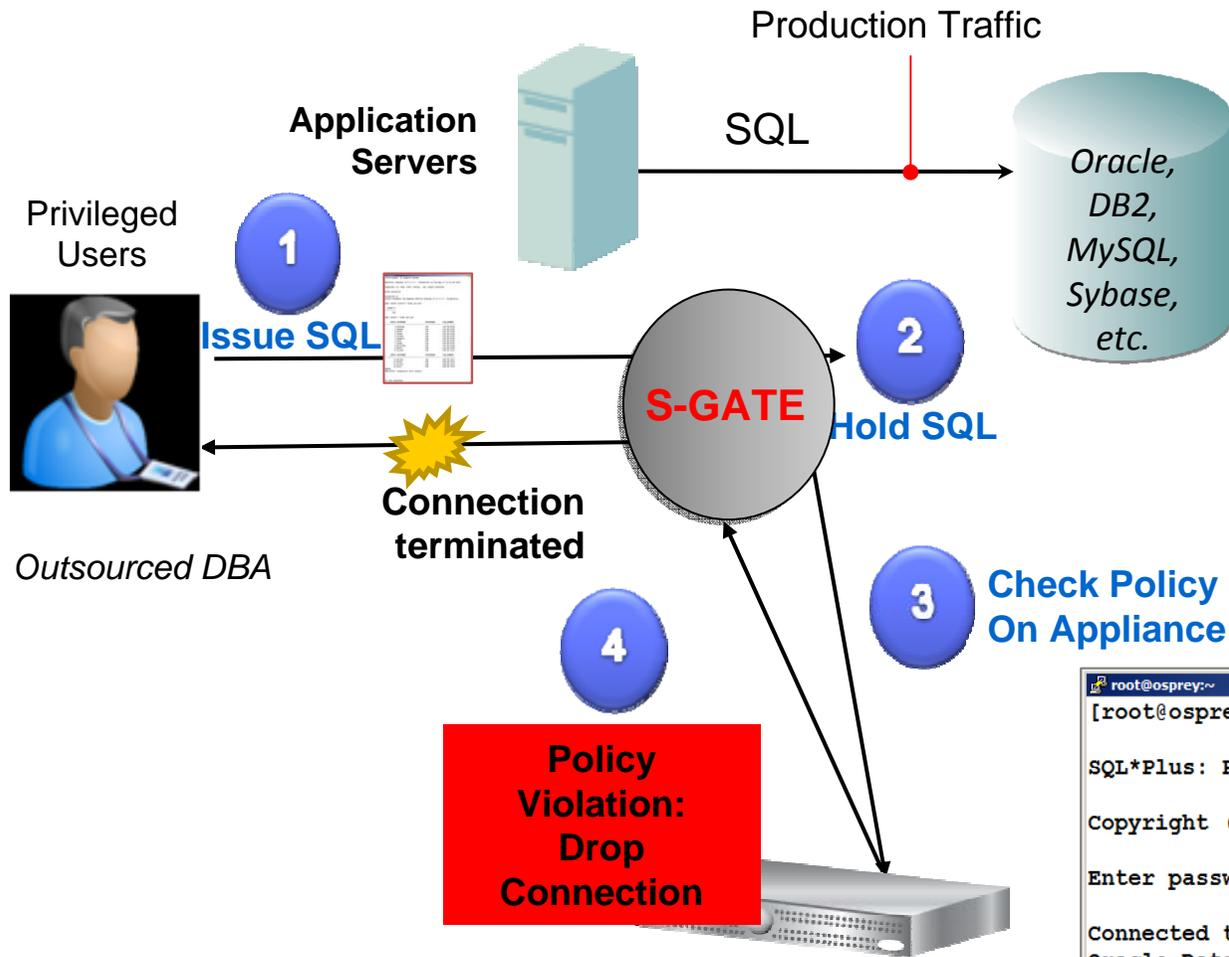 Production Traffic
Application
Servers
SQL
Oracle,
DB2,
MySQL,
Sybase,
etc.
Privileged
Users
1
Issue SQL
S-GATE
2
Hold SQL
Connection
terminated
Outsourced DBA
3
Check Policy
On Appliance
4
Policy
Violation:
Drop
Connection
root@osprey:~
[root@ospre
SQL*Plus:
Copyright
Enter passw
Connected t